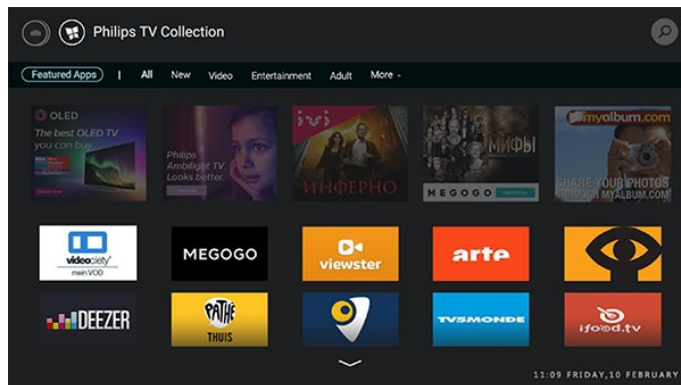 Philips TV Collection
Featured Apps | All New Video Entertainment Adult More
OLED
The best OLED TV
you can buy
Philips
Ambilight TV.
Looks better.
ivi
ИНФЕРНО
МИФЫ
MEGOGO
myalbum.com
SHARE YOUR PHOTOS
THROUGH MYALBUM.COM
videociety
mein VOD
MEGOGO
viewster
arte
DEEZER
PATHÉ
THUIS
TV5MONDE
ifood.tv
11:09 FRIDAY,10 FEBRUARY